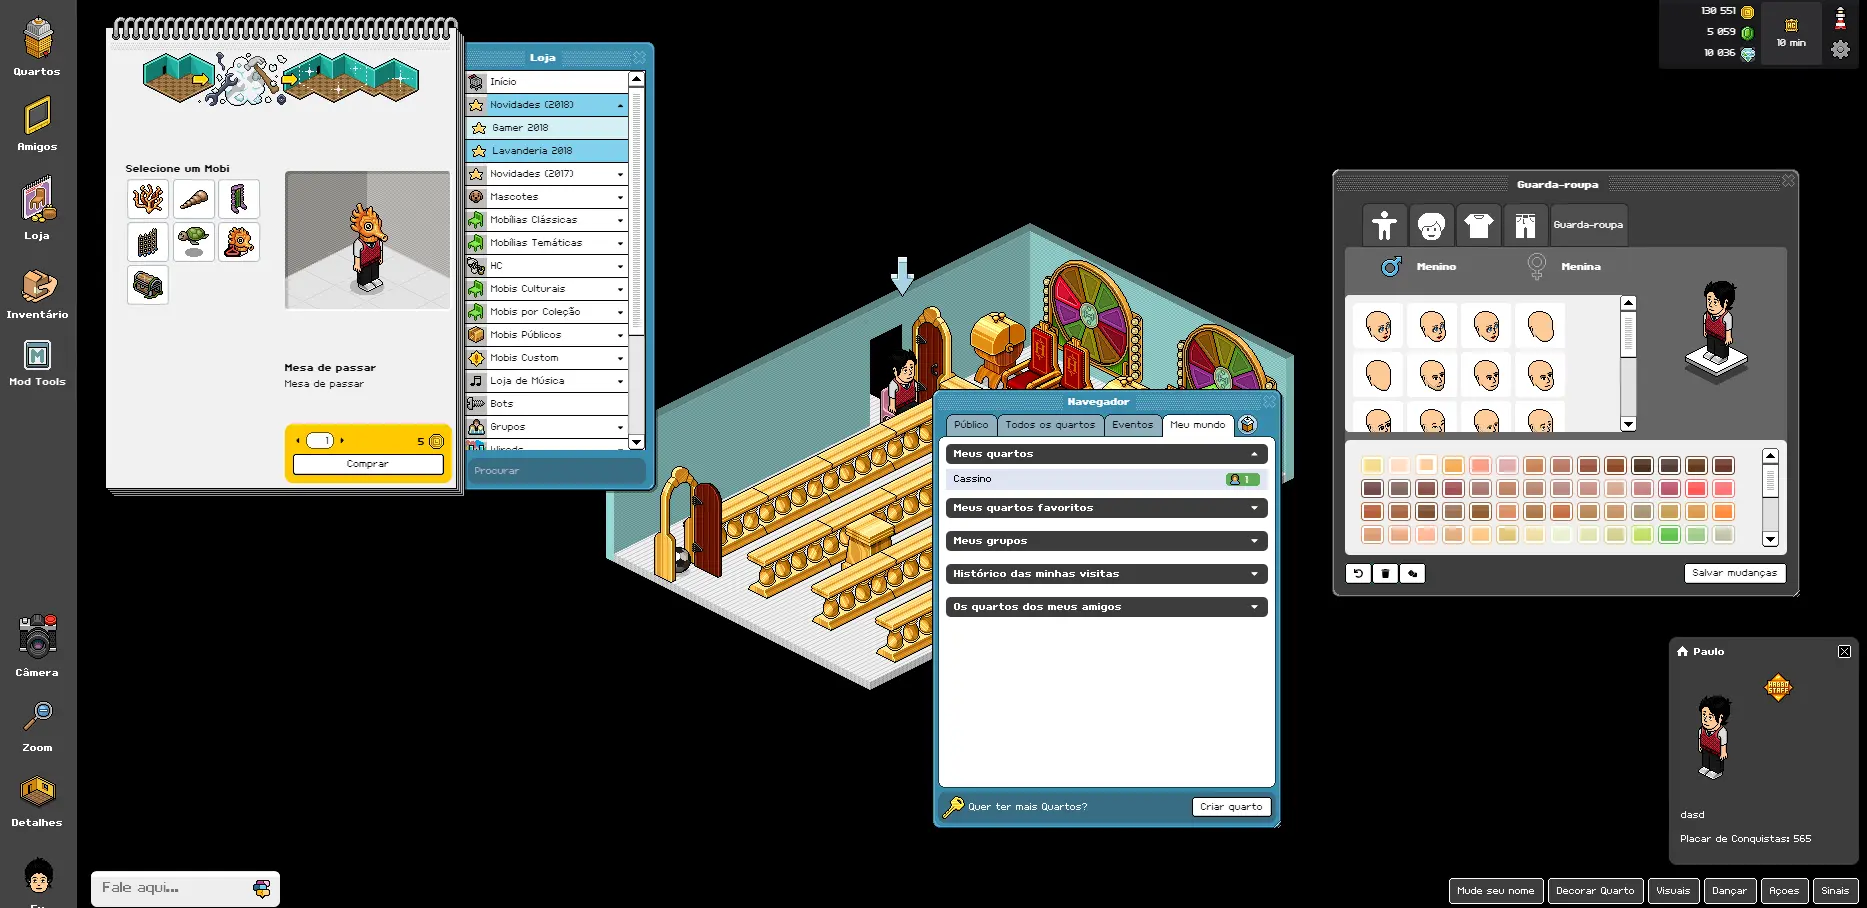 Quartos
Amigos
Loja
Inventário
Mod Tools
Câmera
Zoom
Detalhes
Selecione um Mobi
Mesa de passar
Mesa de passar
1
5
Comprar
Loja
Início
Novidades (2018)
Gamer 2018
Lavanderia 2018
Novidades (2017)
Mascotes
Mobílias Clássicas
Mobílias Temáticas
HC
Mobis Culturais
Mobis por Coleção
Mobis Públicos
Mobis Custom
Loja de Música
Bots
Grupos
Wireds
Procurar
Navegador
Público
Todos os quartos
Eventos
Meu mundo
Meus quartos
Cassino
1
Meus quartos favoritos
Meus grupos
Histórico das minhas visitas
Os quartos dos meus amigos
Quer ter mais Quartos?
Criar quarto
130 551
5 059
10 036
HC
10 min
Guarda-roupa
Guarda-roupa
Menino
Menina
Salvar mudanças
Paulo
HABBO
STAFF
dasd
Placar de Conquistas: 565
Fale aqui...
Mude seu nome
Decorar Quarto
Visuais
Dançar
Açoes
Sinais